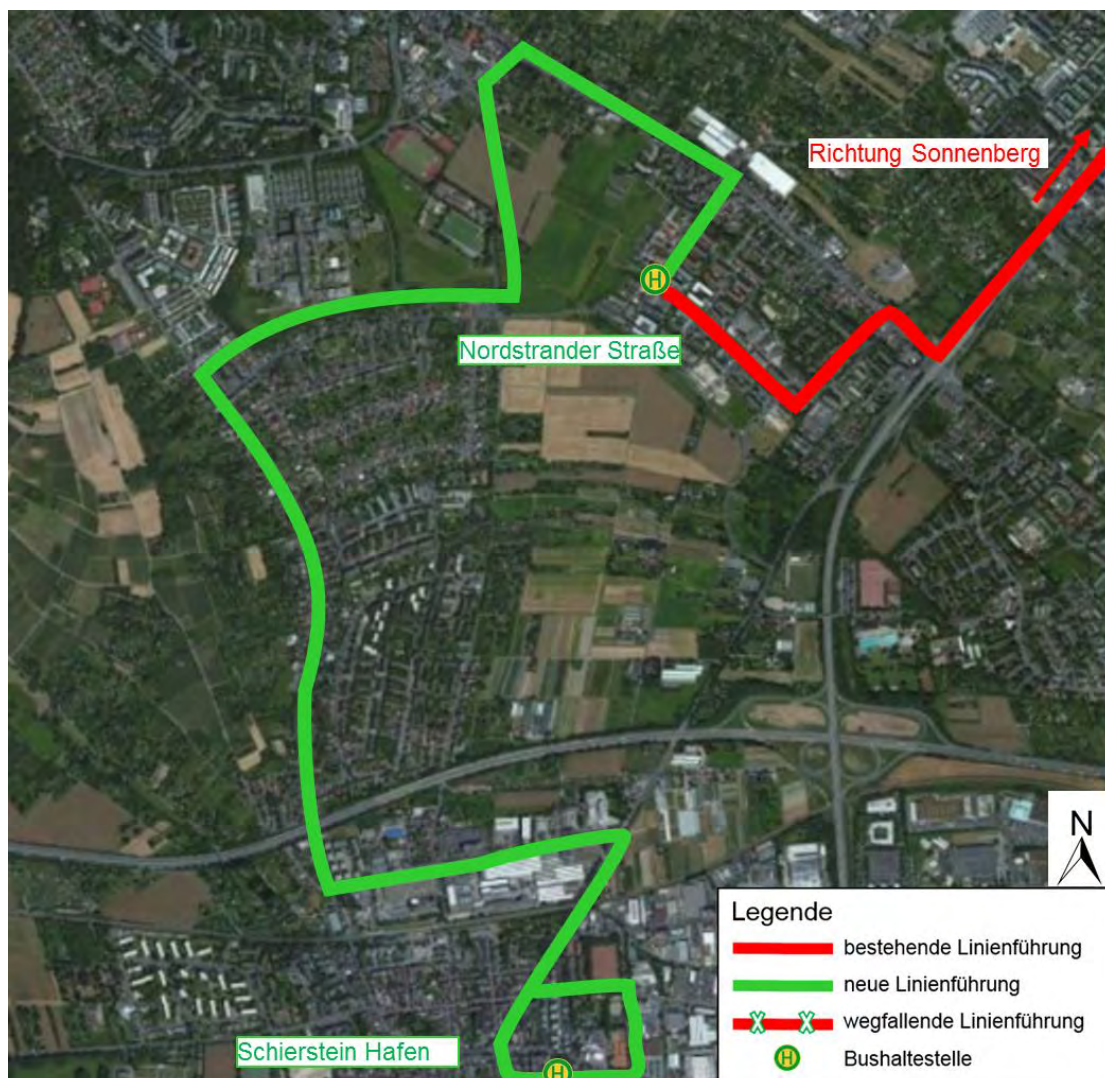 Richtung Sonnenberg
H
Nordstrander Straße
N
Legende
bestehende Linienführung
neue Linienführung
X X wegfallende Linienführung
H Bushaltestelle
Schierstein Hafen
H